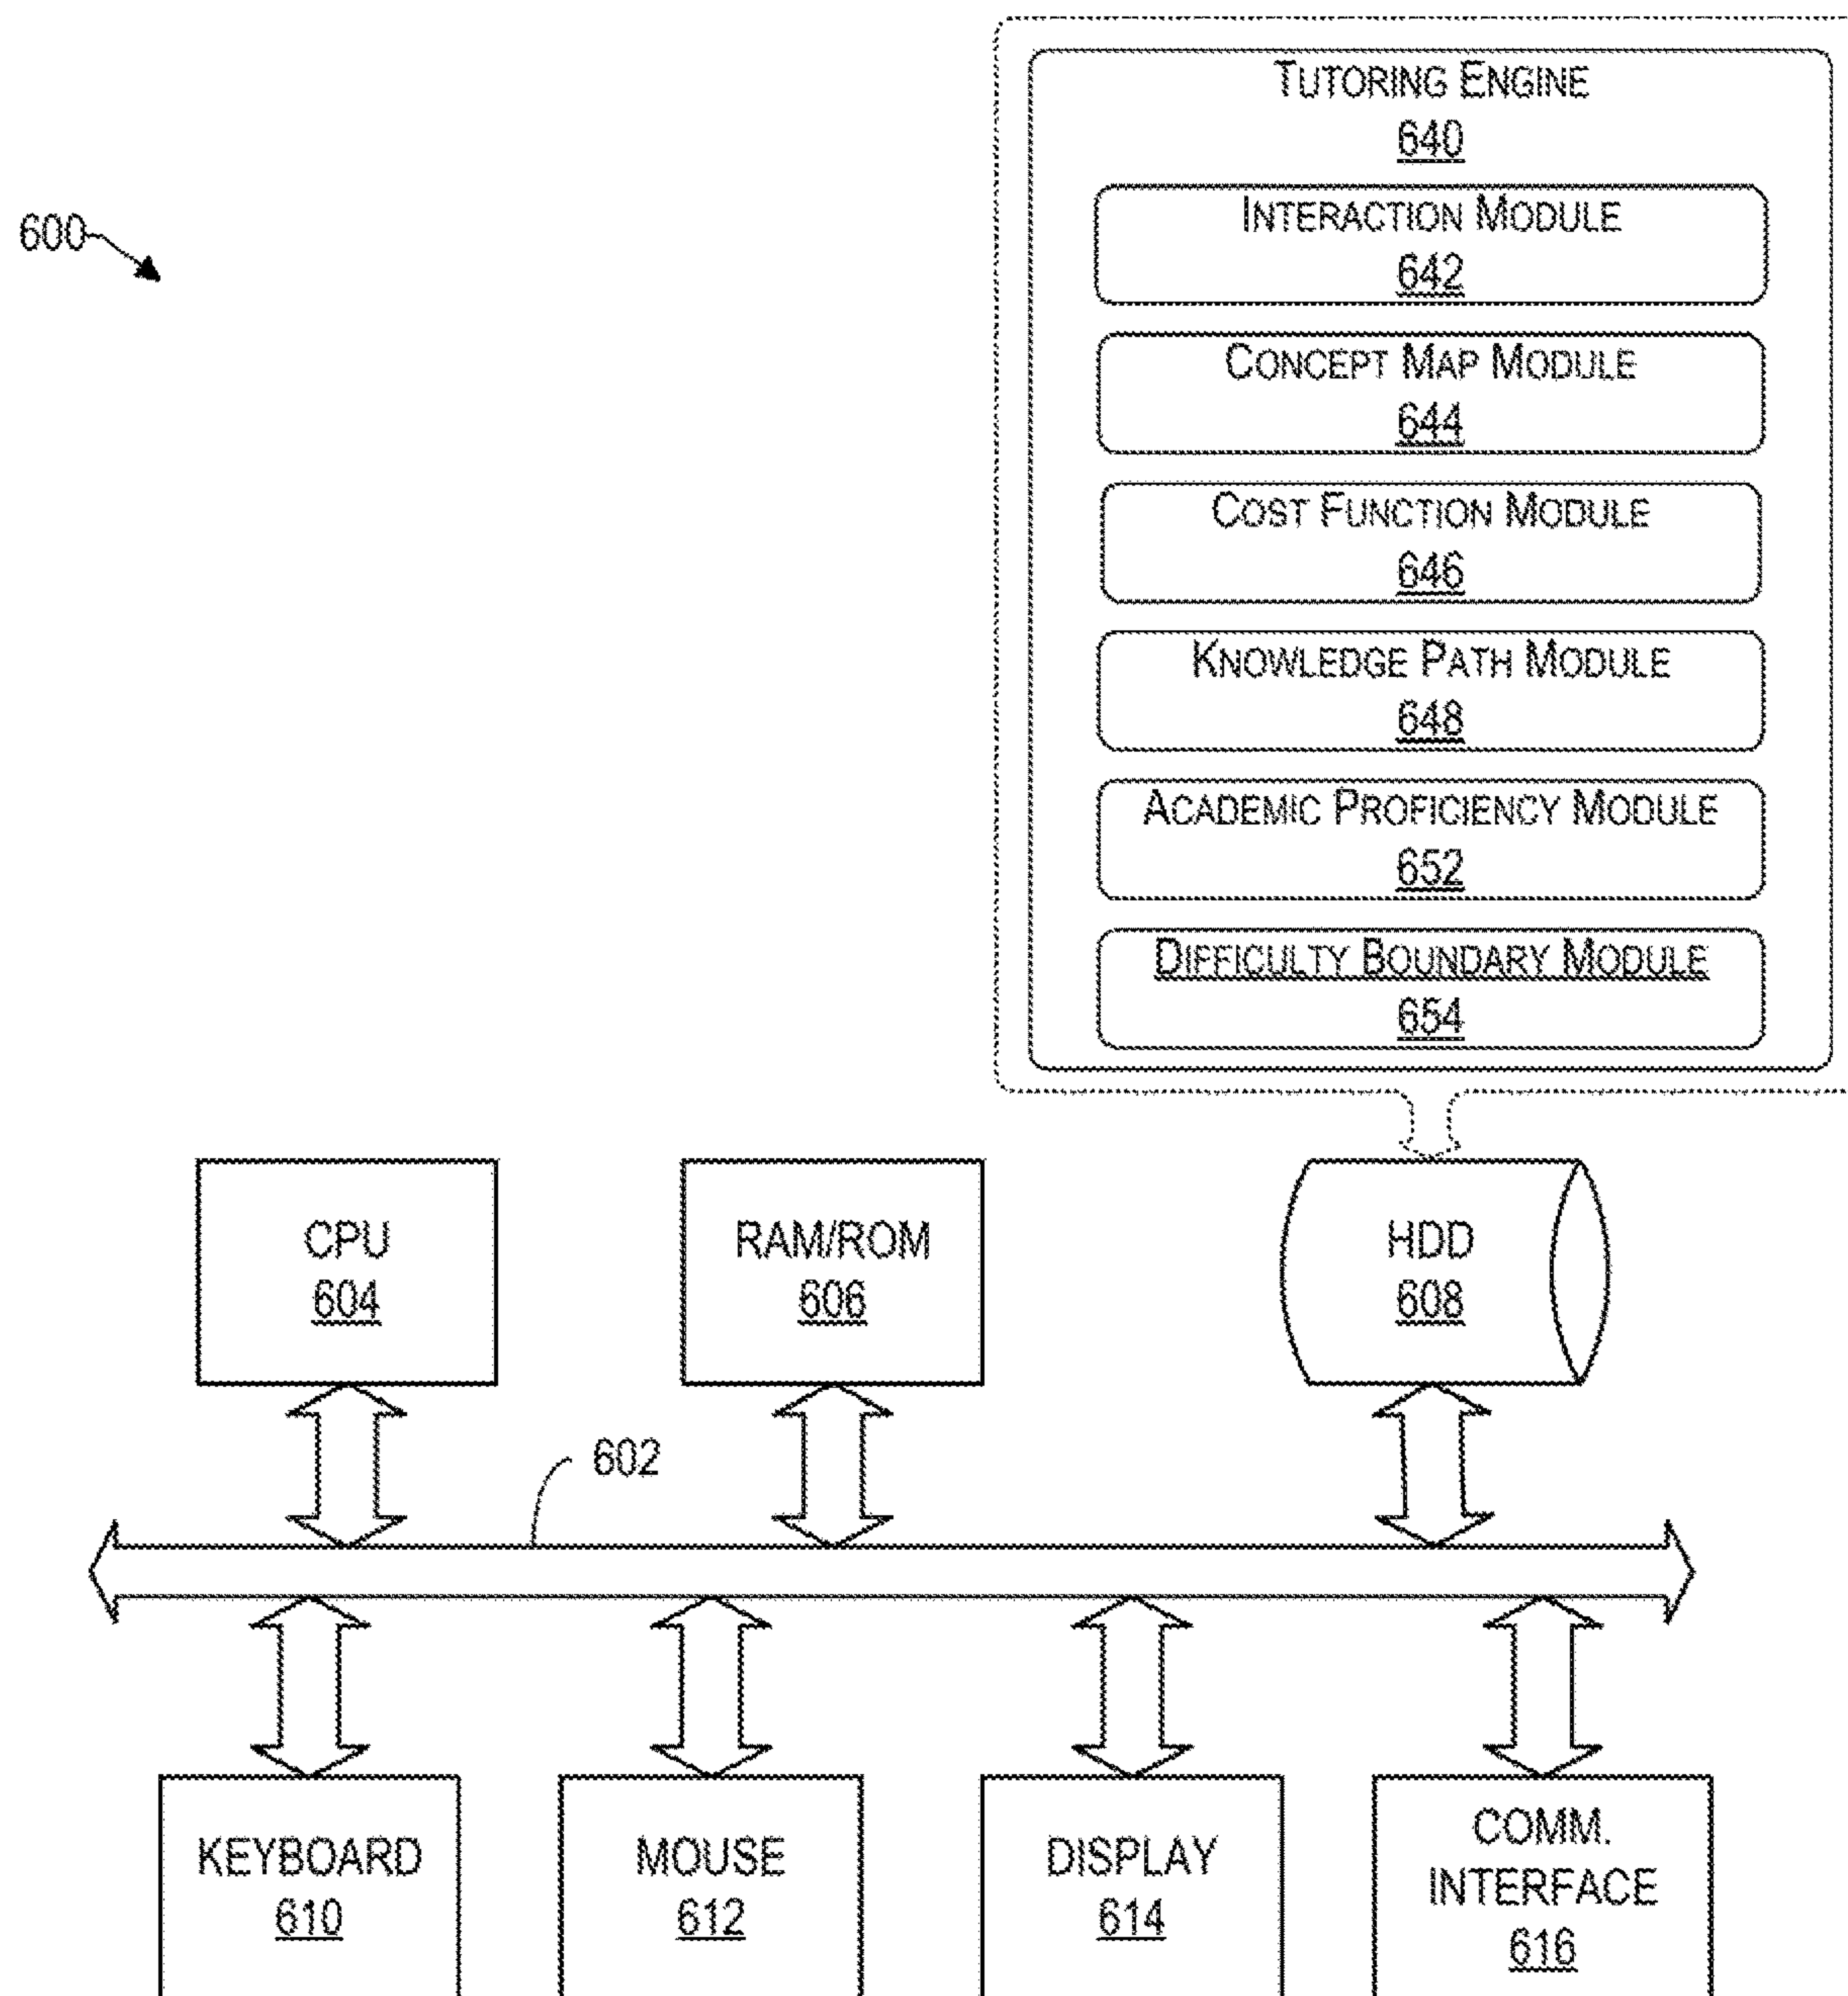 TUTORING ENGINE
640
600
INTERACTION MODULE
642
CONCEPT MAP MODULE
644
COST FUNCTION MODULE
646
KNOWLEDGE PATH MODULE
648
ACADEMIC PROFICIENCY MODULE
652
DIFFICULTY BOUNDARY MODULE
654
CPU
604
RAM/ROM
606
HDD
608
602
KEYBOARD
610
MOUSE
612
DISPLAY
614
COMM.
INTERFACE
616